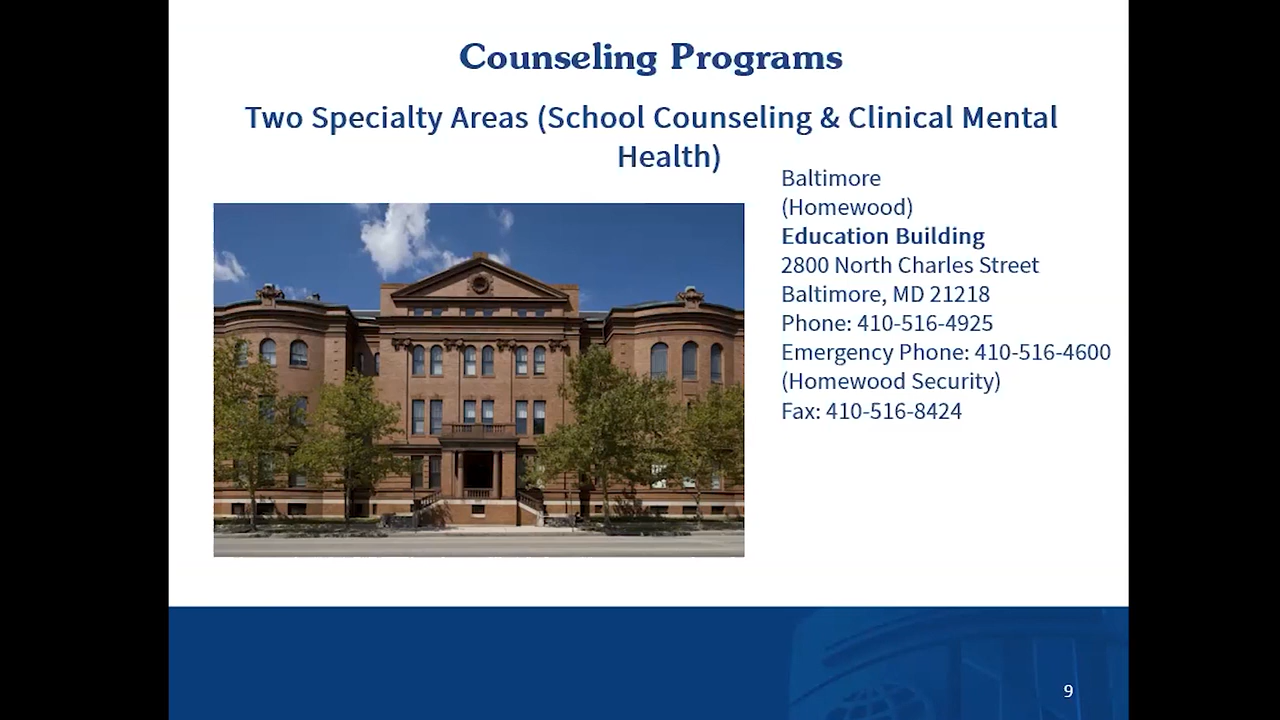 Counseling Programs
Two Specialty Areas (School Counseling & Clinical Mental
Health)
Baltimore
(Homewood)
Education Building
2800 North Charles Street
Baltimore, MD 21218
Phone: 410-516-4925
Emergency Phone: 410-516-4600
(Homewood Security)
Fax: 410-516-8424
9